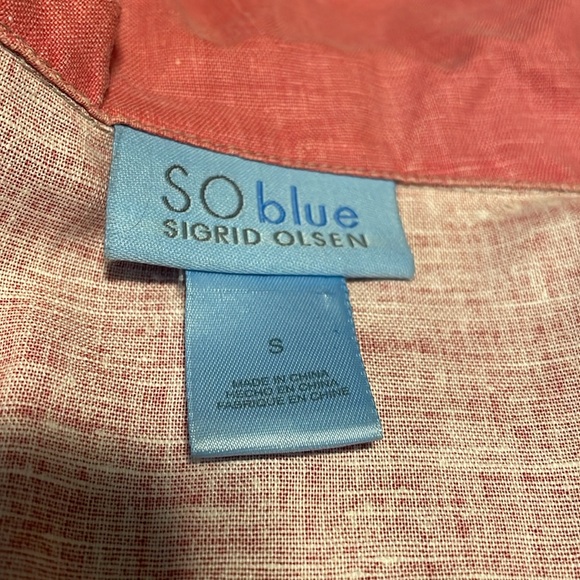 SO blue
SIGRID OLSEN
S
MADE IN CHINA
HECHO EN CHINA
FABRIQUE EN CHINE